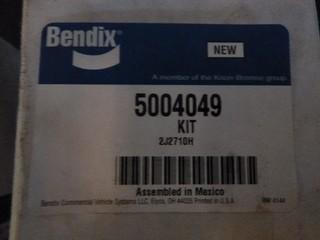 Bendix
NEW
A member of the Knorr-Bremse group.
5004049
KIT
2J2710H
Assembled in Mexico
Bendix Commercial Vehicle Systems LLC, Elyria, OH 44035 Printed in U.S.A.